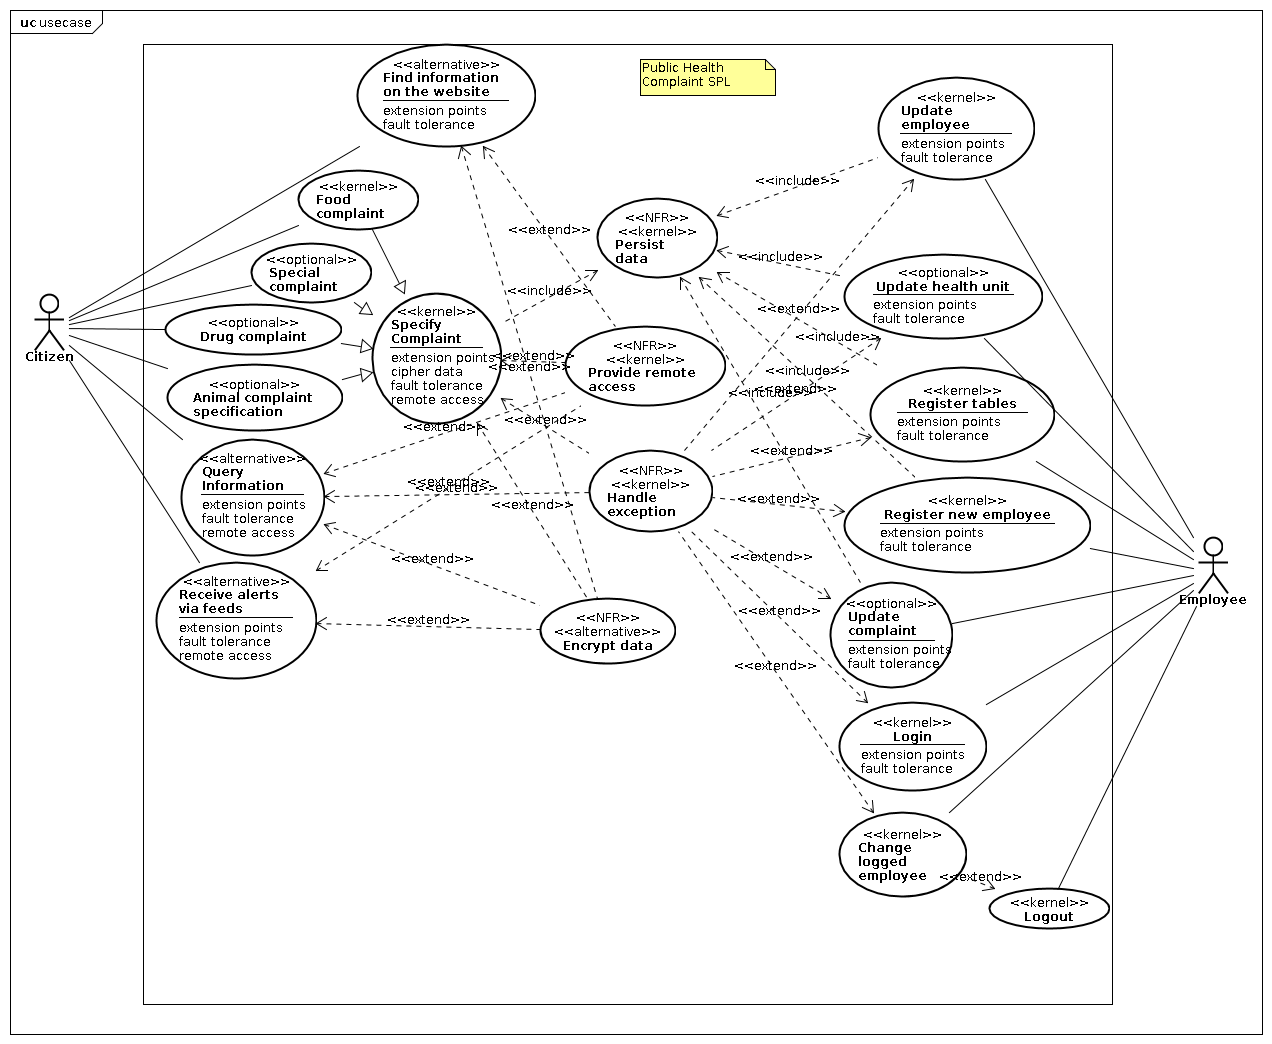 uc usecase
Public Health
Complaint SPL
<<alternative>>
Find information
on the website
extension points
fault tolerance
<<kernel>>
Update
employee
extension points
fault tolerance
<<kernel>>
Food
complaint
<<include>>
<<NFR>>
<<kernel>>
Persist
data
<<extend>>
<<optional>>
Special
complaint
<<include>>
<<optional>>
Update health unit
extension points
fault tolerance
<<include>>
<<extend>>
<<kernel>>
Specify
Complaint
extension points
cipher data
fault tolerance
remote access
<<optional>>
Drug complaint
Citizen
<<include>>
<<NFR>>
<<kernel>>
Provide remote
access
<<extend>>
<<extend>>
<<include>>
<<extend>>
<<include>>
<<kernel>>
Register tables
extension points
fault tolerance
<<optional>>
Animal complaint
specification
<<extend>>
<<extend>>
<<extend>>
<<alternative>>
Query
Information
extension points
fault tolerance
remote access
<<NFR>>
<<kernel>>
Handle
exception
<<extend>>
<<extend>>
<<extend>>
<<extend>>
<<kernel>>
Register new employee
extension points
fault tolerance
<<extend>>
<<extend>>
<<alternative>>
Receive alerts
via feeds
extension points
fault tolerance
remote access
<<extend>>
<<NFR>>
<<alternative>>
Encrypt data
<<extend>>
<<optional>>
Update
complaint
extension points
fault tolerance
Employee
<<extend>>
<<kernel>>
Login
extension points
fault tolerance
<<kernel>>
Change
logged
employee
<<extend>>
<<kernel>>
Logout